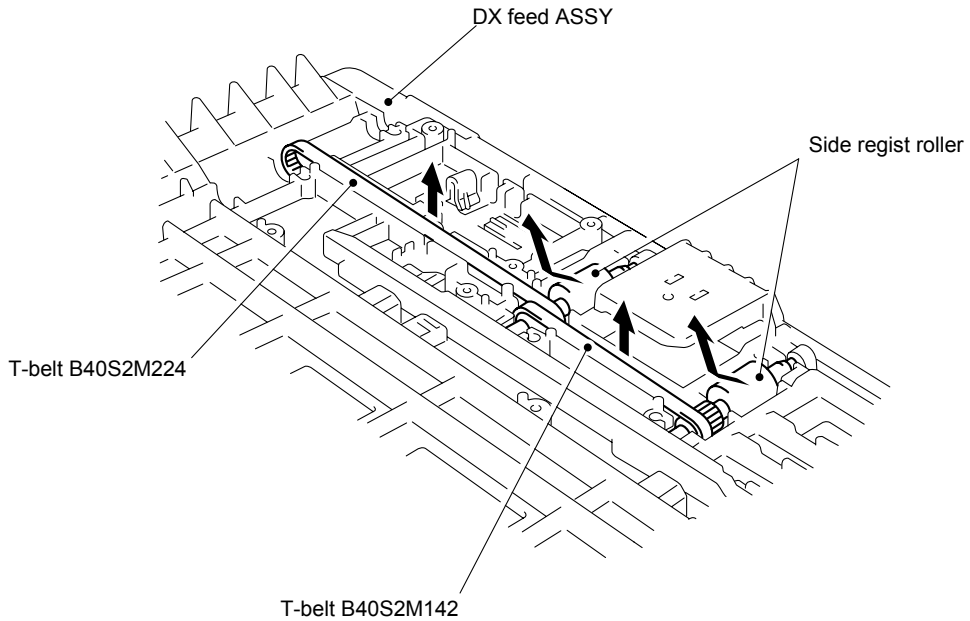 DX feed ASSY
Side regist roller
T-belt B40S2M224
T-belt B40S2M142